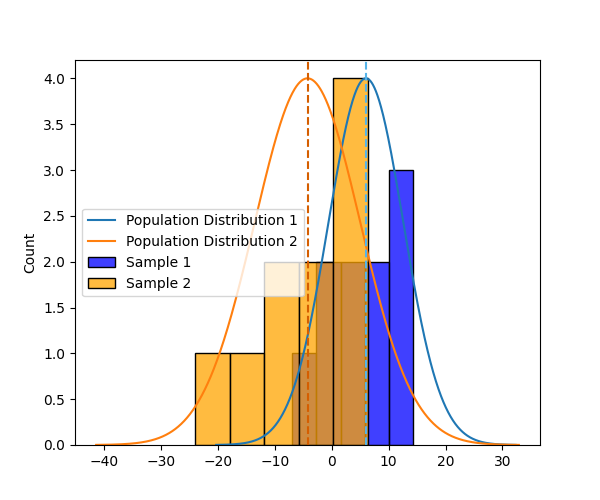 4.0
3.5
3.0
2.5
2.0
1.5
1.0
0.5
0.0
Count
Population Distribution 1
Population Distribution 2
Sample 1
Sample 2
−40 −30 −20 −10 0 10 20 30